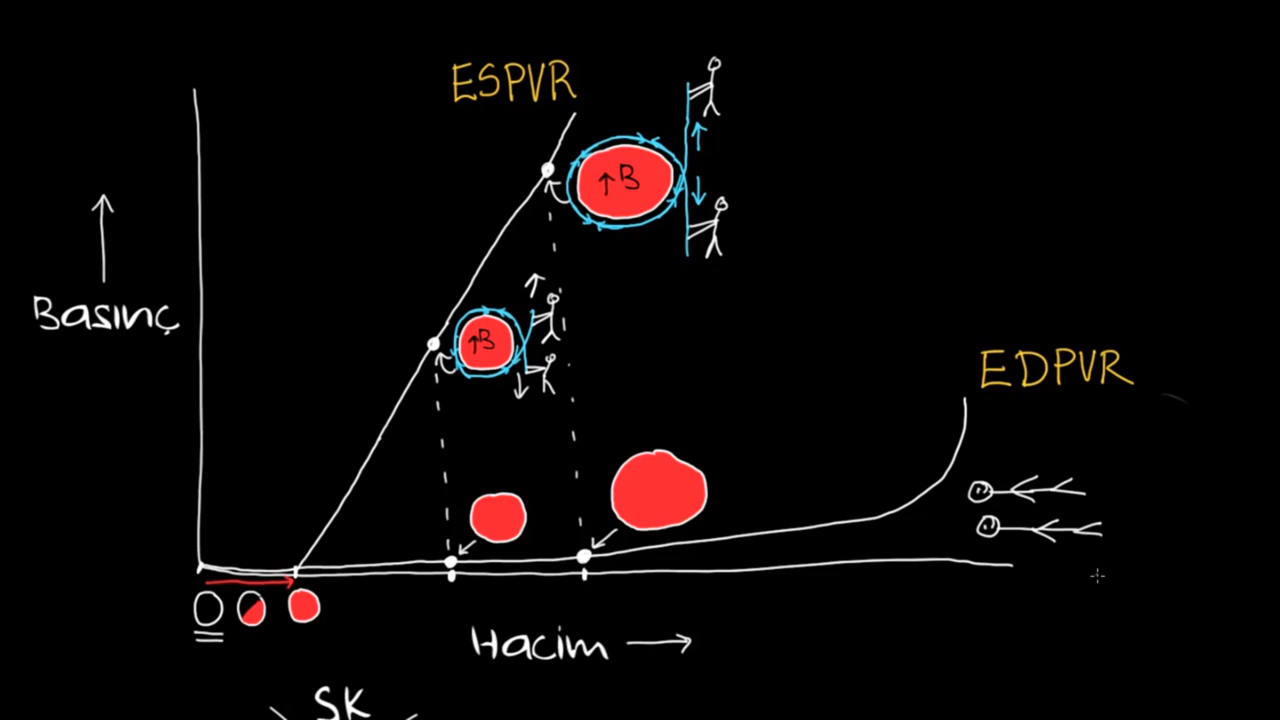 ESPVR
↑B
Basınç
↑B
EDPVR
Hacim →
SK